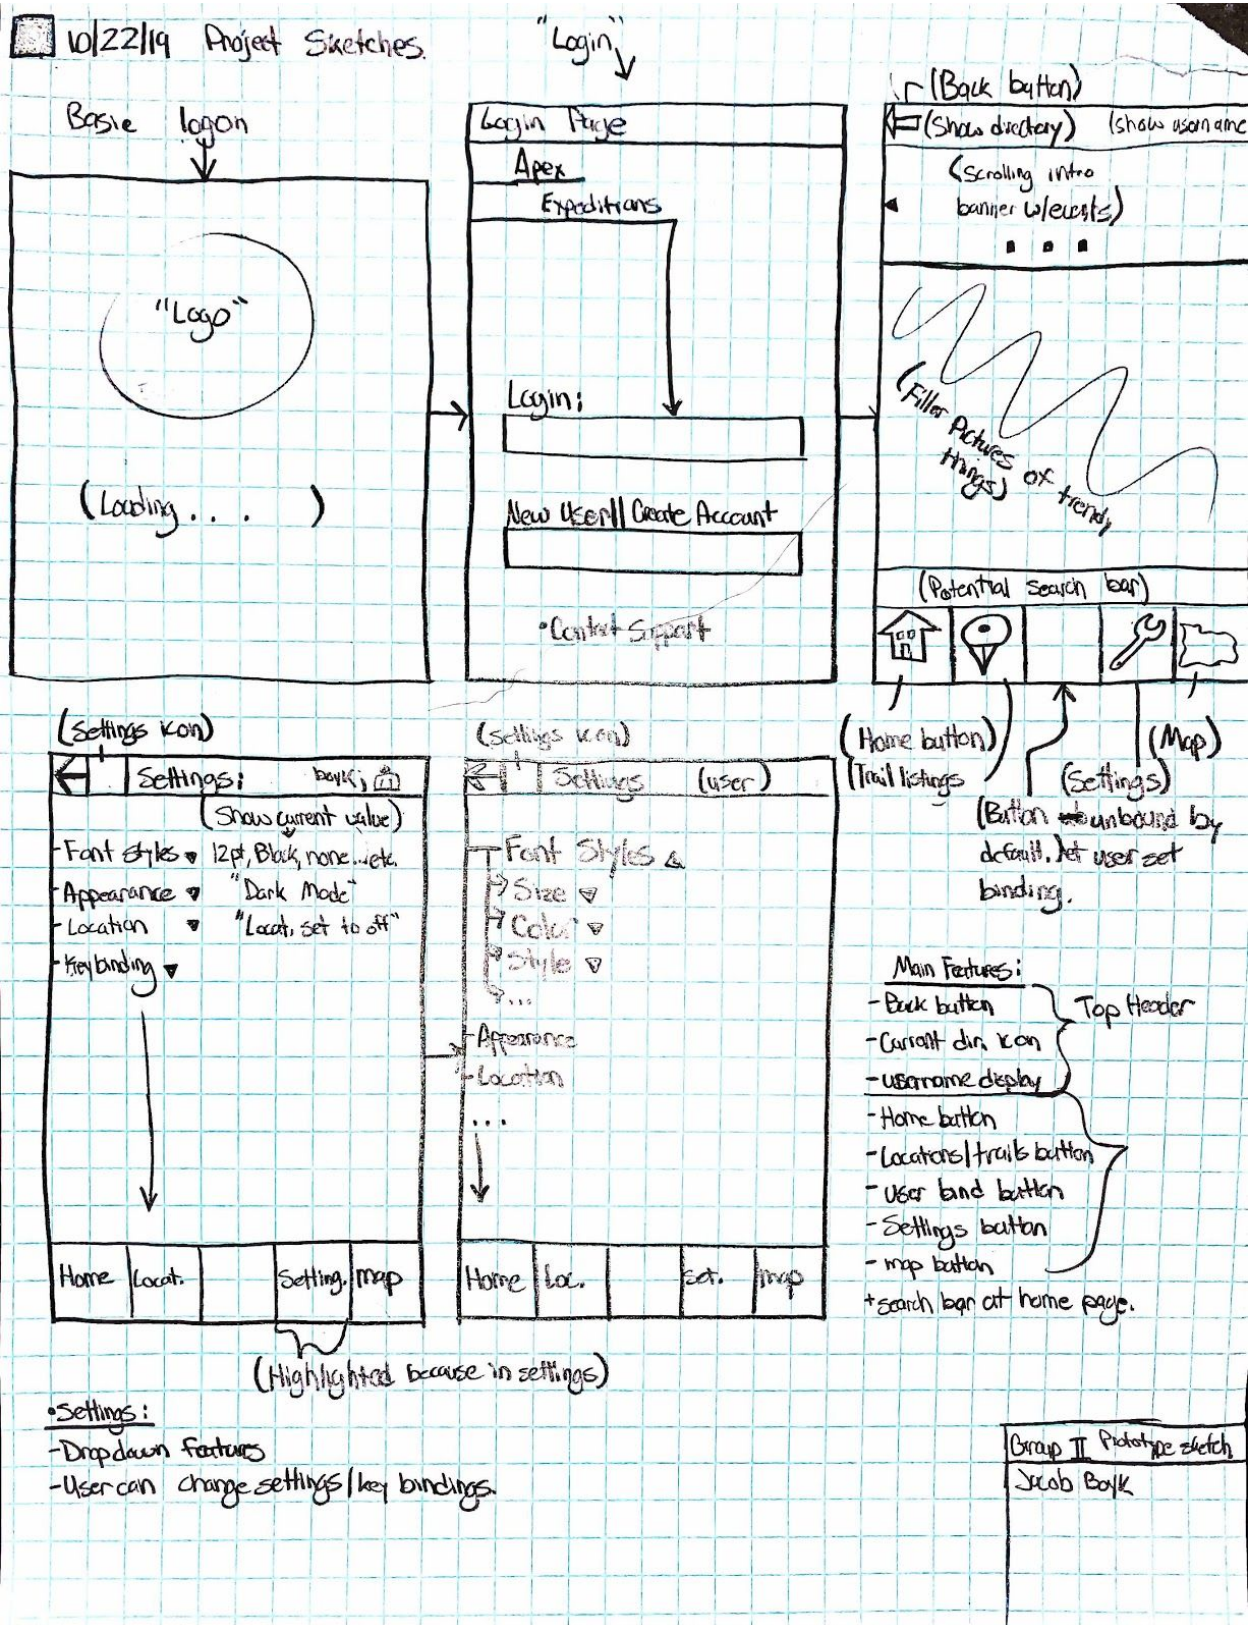 10/22/19 Project Sketches.
"Login"
Basic logon
"Logo"
(Loading . . . )
Login Page
Apex
Expeditions
Login:
New User // Create Account
•Contact Support
(Back button)
(Show directory) (show username
(Scrolling intro
banner w/events)
(Filler Pictures of trendy
things)
(Potential search bar)
(Home button)
(Map)
(Trail listings
(Settings)
(Button unbound by
default. let user set
binding.
(Settings icon)
Settings: boykj
(Show current value)
-Font styles 12pt, Black, none...etc.
-Appearance "Dark Mode"
-Location "Locat. set to off"
-Keybinding
Home Locat. Setting. map
(Highlighted because in settings)
(settings icon)
Settings (user)
Font Styles
Size
Color
Style
...
-Appearance
-Location
...
Home Loc. set. map
Main Features:
-Back button
-Current dir. icon
-username display
Top Header
-Home button
-Locations/trails button
-user bind button
-Settings button
-map button
+search bar at home page.
•Settings:
-Dropdown features
-User can change settings/key bindings.
Group II Prototype sketch
Jacob Boyk